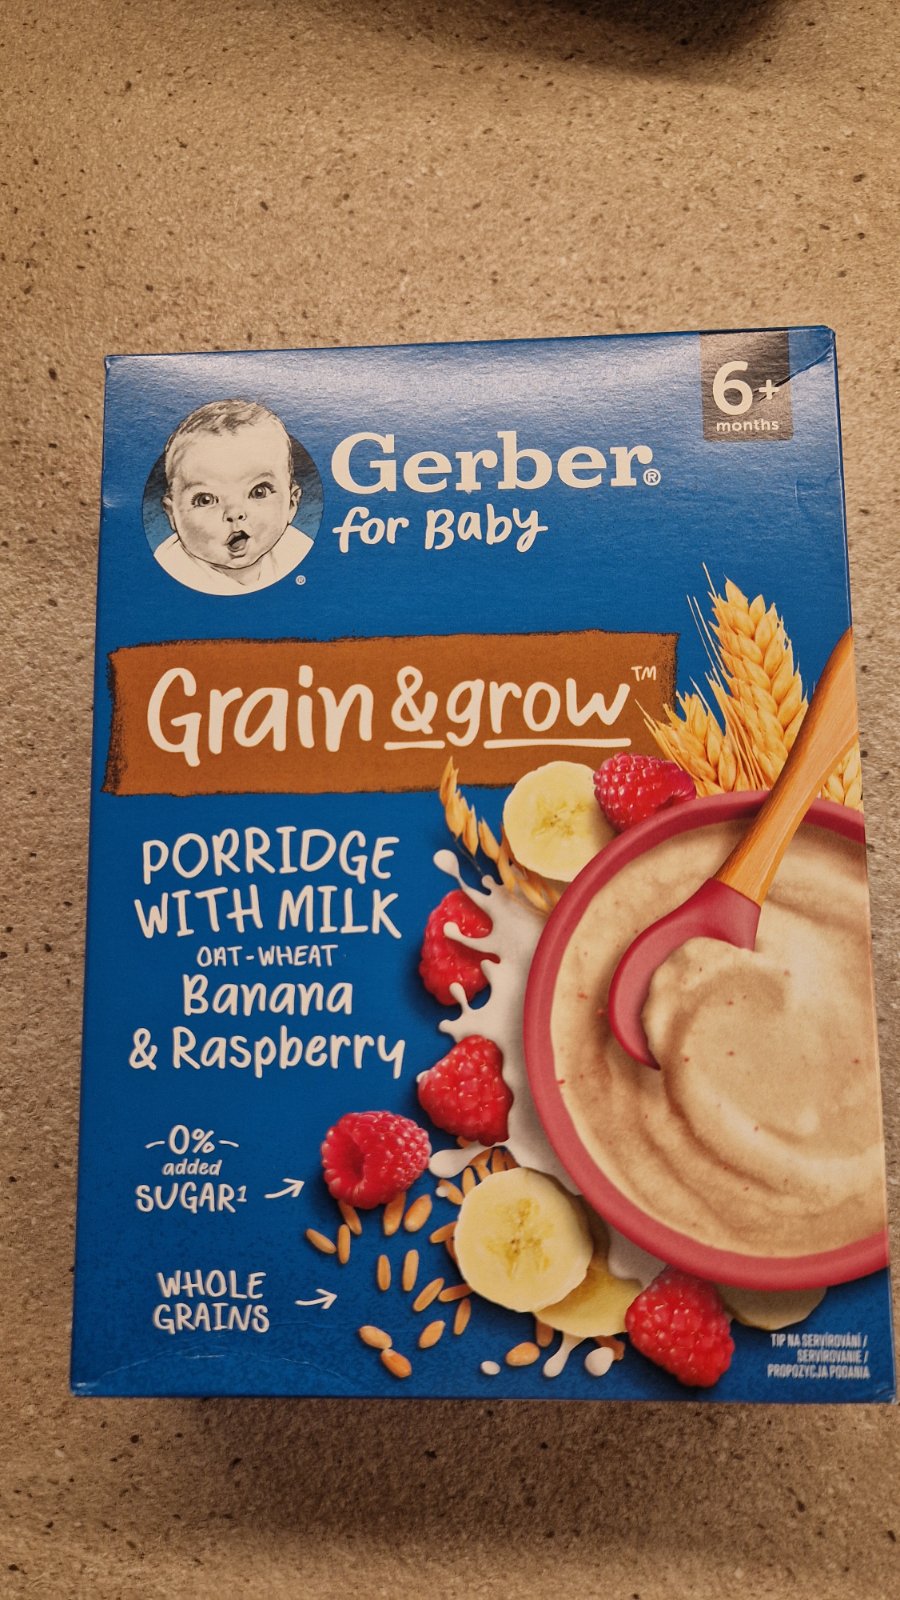 6+
months
Gerber®
for Baby
®
Grain & grow™
PORRIDGE
WITH MILK
OAT-WHEAT
Banana
& Raspberry
-0%-
added
SUGAR¹
WHOLE
GRAINS
TIP NA SERVÍROVÁNÍ /
SERVÍROVANIE /
PROPOZYCJA PODANIA